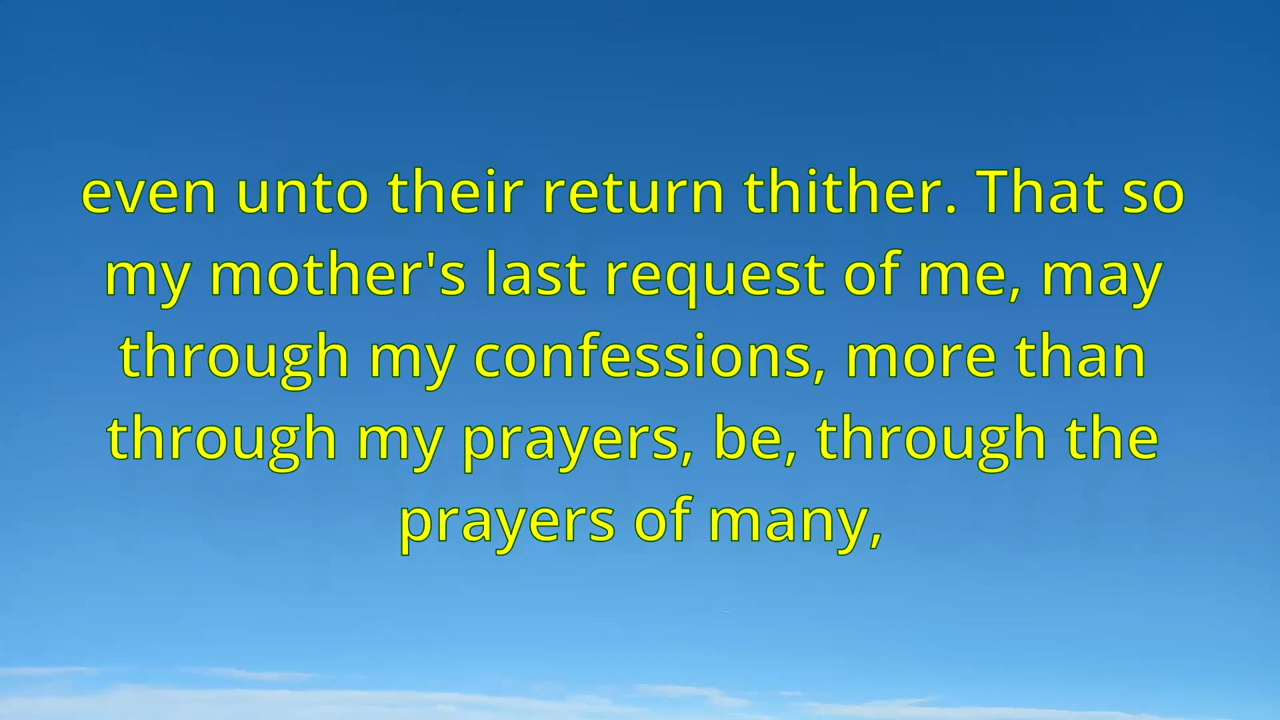 even unto their return thither. That so
my mother's last request of me, may
through my confessions, more than
through my prayers, be, through the
prayers of many,